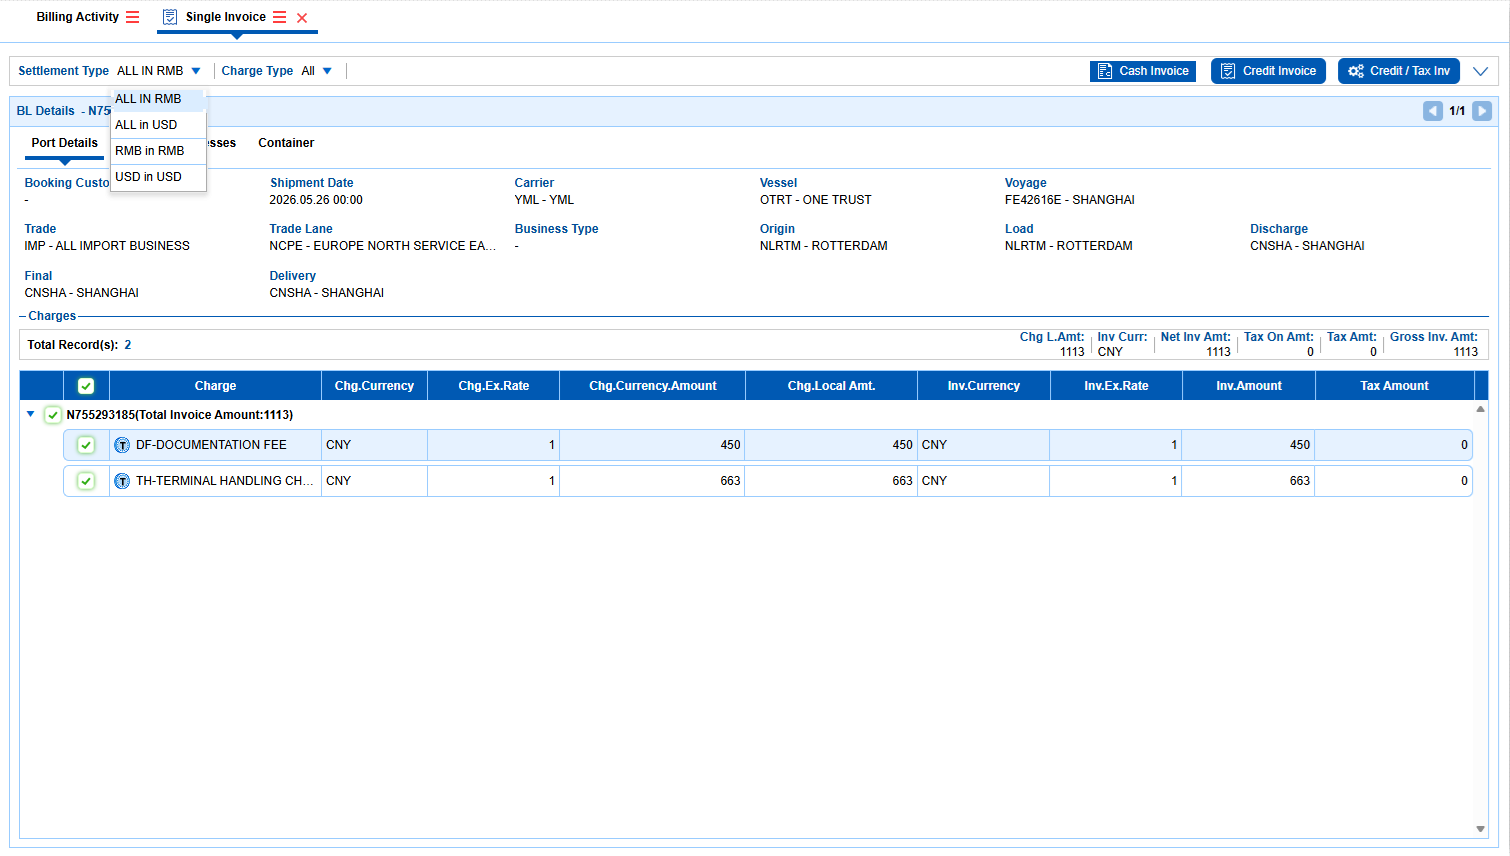 Billing Activity Single Invoice
Settlement Type ALL IN RMB Charge Type All Cash Invoice Credit Invoice Credit / Tax Inv
ALL IN RMB
ALL in USD
RMB in RMB
USD in USD
BL Details - N75 1/1
Port Details Container
Booking Shipment Date Carrier Vessel Voyage
- 2026.05.26 00:00 YML - YML OTRT - ONE TRUST FE42616E - SHANGHAI
Trade Trade Lane Business Type Origin Load Discharge
IMP - ALL IMPORT BUSINESS NCPE - EUROPE NORTH SERVICE EA... - NLRTM - ROTTERDAM NLRTM - ROTTERDAM CNSHA - SHANGHAI
Final Delivery
CNSHA - SHANGHAI CNSHA - SHANGHAI
Charges
Total Record(s): 2
Chg L.Amt: Inv Curr: Net Inv Amt: Tax On Amt: Tax Amt: Gross Inv. Amt:
1113 CNY 1113 0 0 1113
Charge Chg.Currency Chg.Ex.Rate Chg.Currency.Amount Chg.Local Amt. Inv.Currency Inv.Ex.Rate Inv.Amount Tax Amount
N755293185(Total Invoice Amount:1113)
T DF-DOCUMENTATION FEE CNY 1 450 450 CNY 1 450 0
T TH-TERMINAL HANDLING CH... CNY 1 663 663 CNY 1 663 0